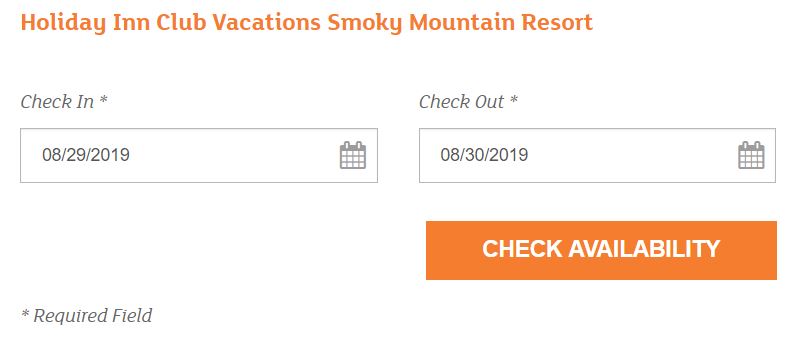 Holiday Inn Club Vacations Smoky Mountain Resort
Check In * Check Out *
08/29/2019 08/30/2019
CHECK AVAILABILITY
* Required Field